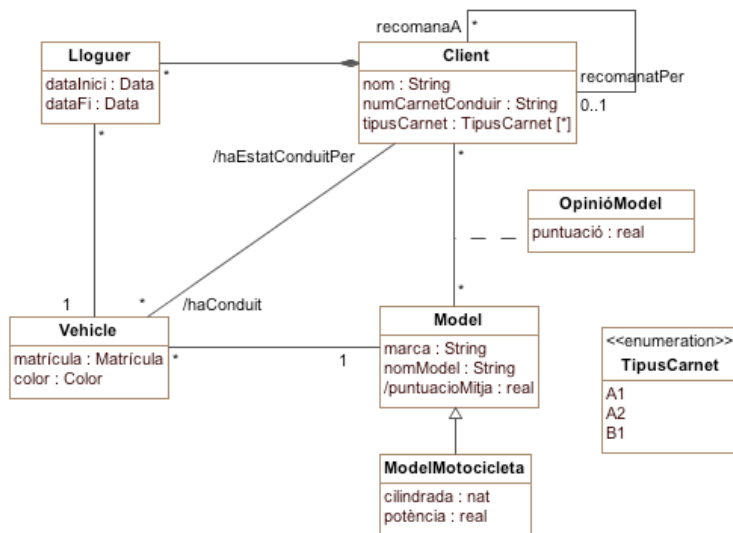 recomanaA
*
Lloguer
dataInici : Data
dataFi : Data
*
Client
nom : String
numCarnetConduir : String
tipusCarnet : TipusCarnet [*]
recomanatPer
0..1
*
/haEstatConduitPer
*
*
OpinióModel
puntuació : real
1
*
/haConduit
*
Vehicle
matrícula : Matrícula
color : Color
*
1
Model
marca : String
nomModel : String
/puntuacioMitja : real
<<enumeration>>
TipusCarnet
A1
A2
B1
ModelMotocicleta
cilindrada : nat
potència : real